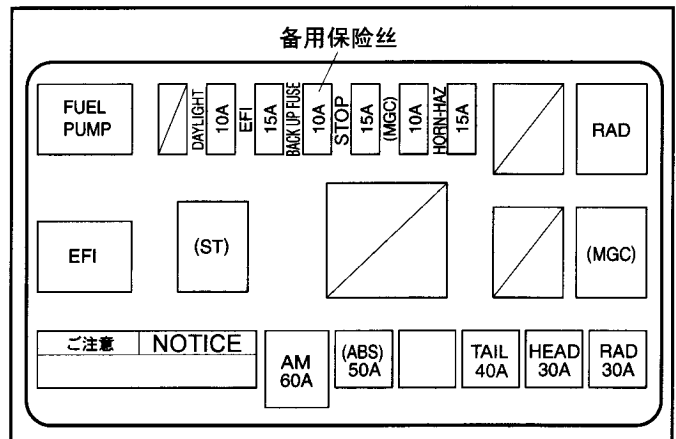 备用保险丝
FUEL
PUMP
DAYLIGHT
10A
EFI
15A
BACK UP FUSE
10A
STOP
15A
(MGC)
10A
HORN-HAZ
15A
RAD
EFI
(ST)
(MGC)
ご注意 NOTICE
AM
60A
(ABS)
50A
TAIL
40A
HEAD
30A
RAD
30A